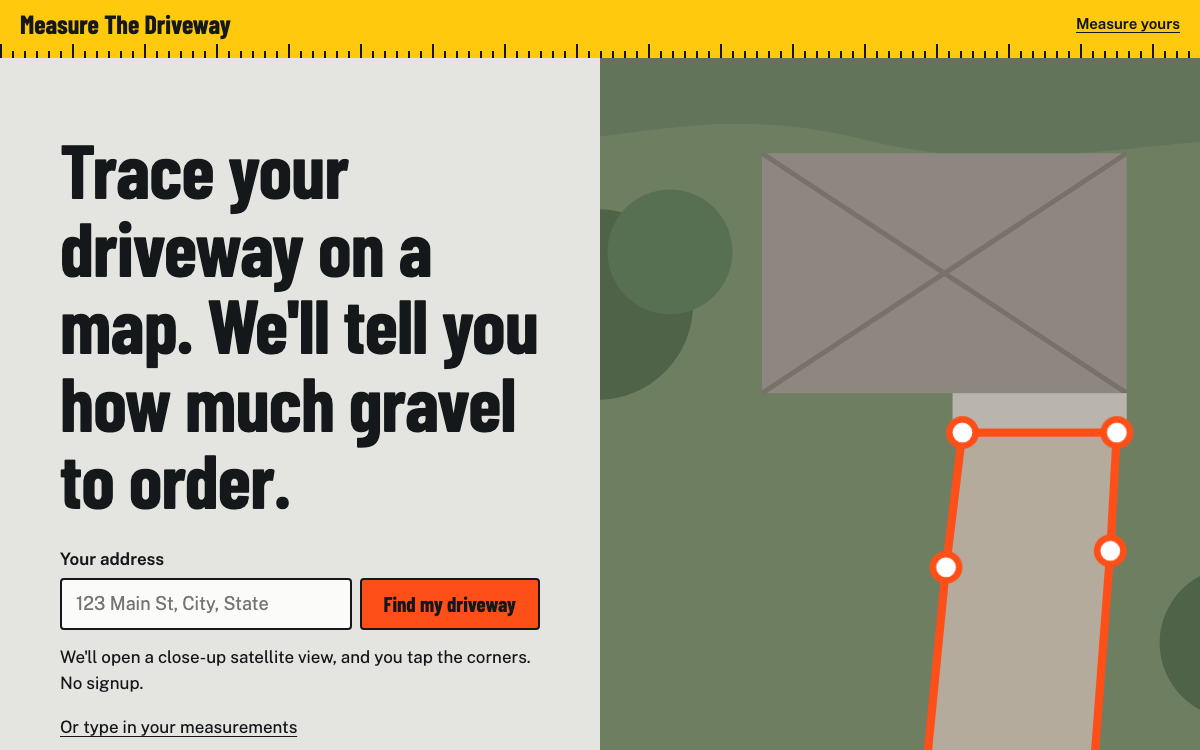 Measure The Driveway
Measure yours
Trace your
driveway on a
map. We'll tell you
how much gravel
to order.
Your address
123 Main St, City, State
Find my driveway
We'll open a close-up satellite view, and you tap the corners.
No signup.
Or type in your measurements